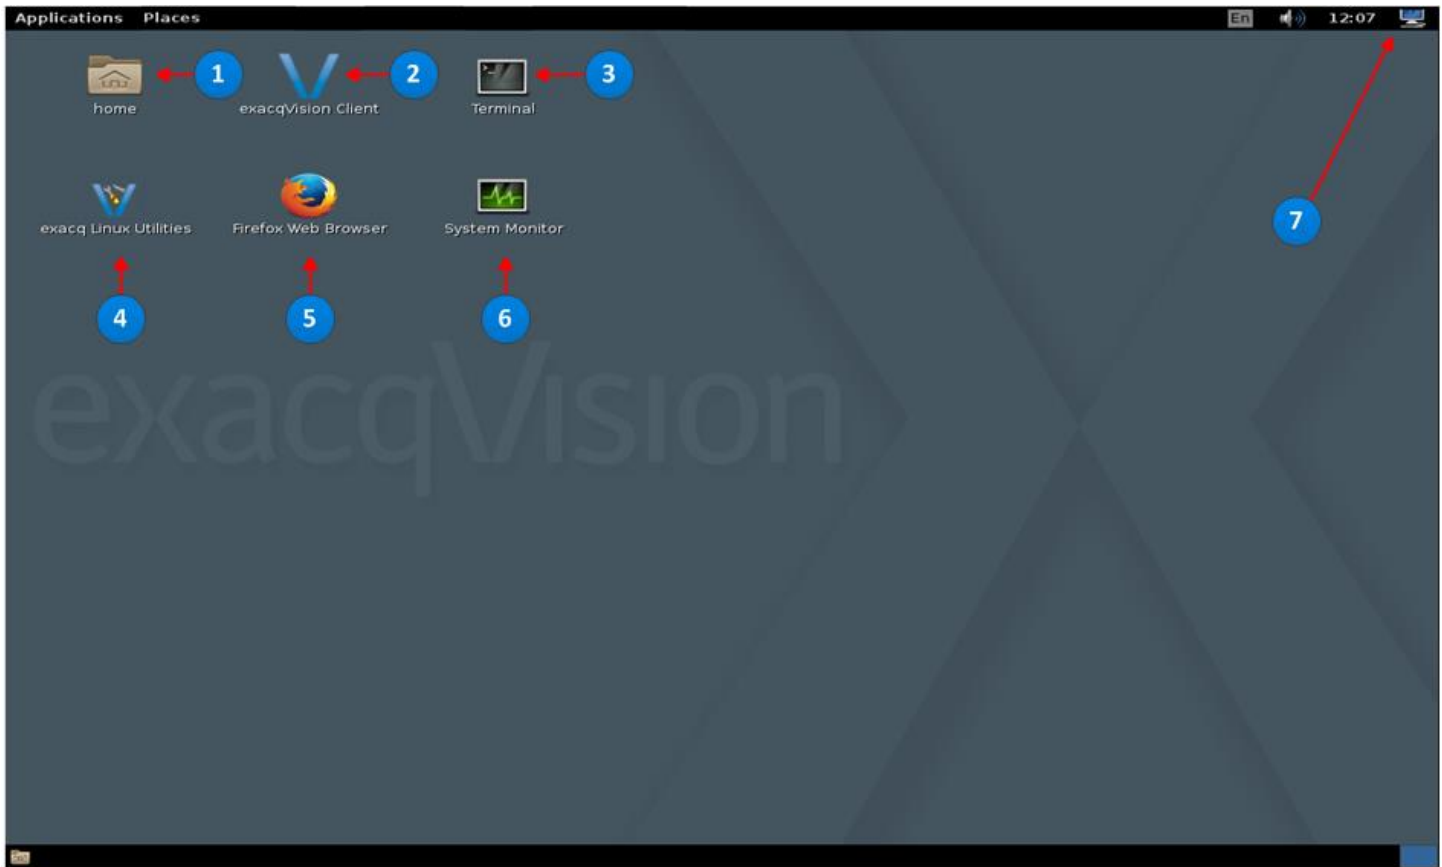 Applications Places En 12:07
1 2 3
home exacqVision Client Terminal
7
exacq Linux Utilities Firefox Web Browser System Monitor
4 5 6
exacqVision